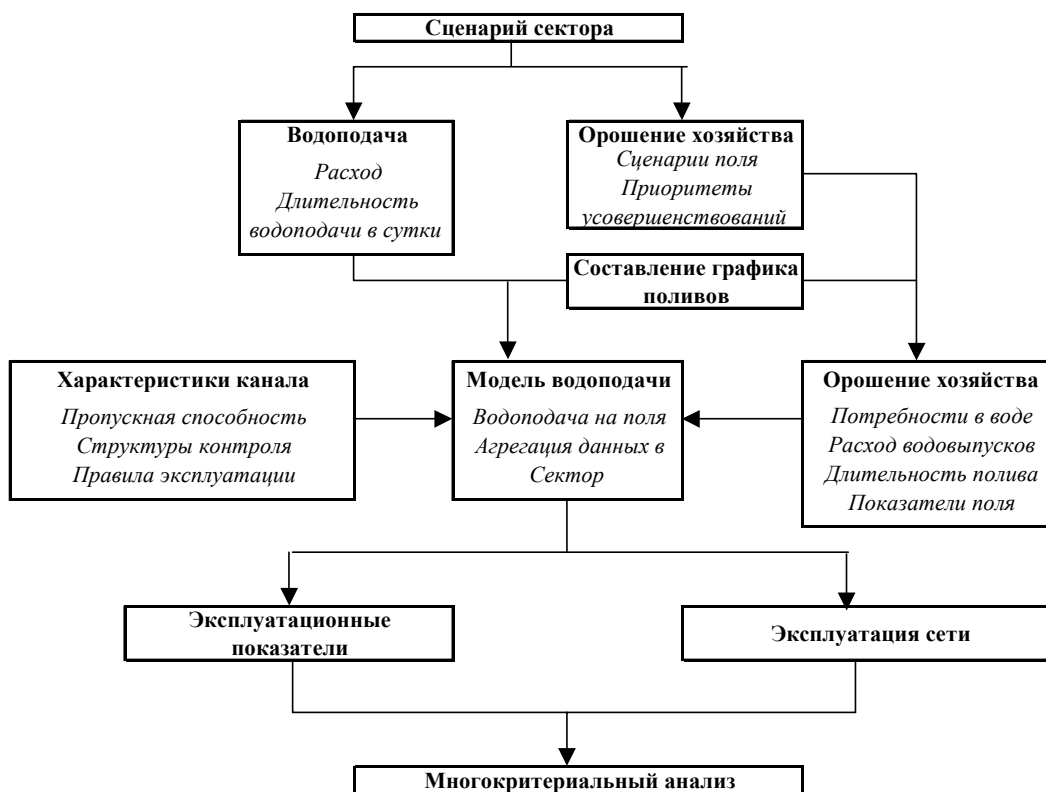 Сценарий сектора
Водоподача
Расход
Длительность
водоподачи в сутки
Орошение хозяйства
Сценарии поля
Приоритеты
усовершенствований
Составление графика
поливов
Характеристики канала
Пропускная способность
Структуры контроля
Правила эксплуатации
Модель водоподачи
Водоподача на поля
Агрегация данных в
Сектор
Орошение хозяйства
Потребности в воде
Расход водовыпусков
Длительность полива
Показатели поля
Эксплуатационные
показатели
Эксплуатация сети
Многокритериальный анализ